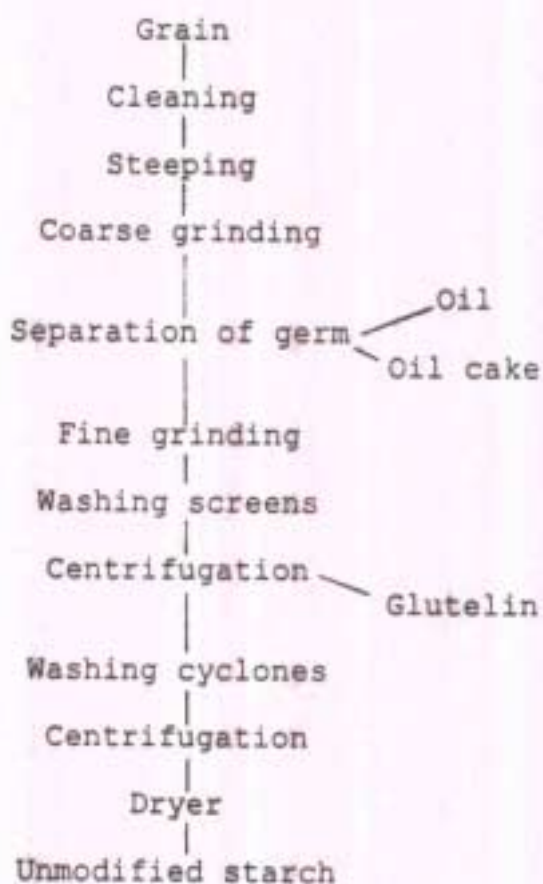 Grain
Cleaning
Steeping
Coarse grinding
Oil
Separation of germ
Oil cake
Fine grinding
Washing screens
Centrifugation
Glutelin
Washing cyclones
Centrifugation
Dryer
Unmodified starch